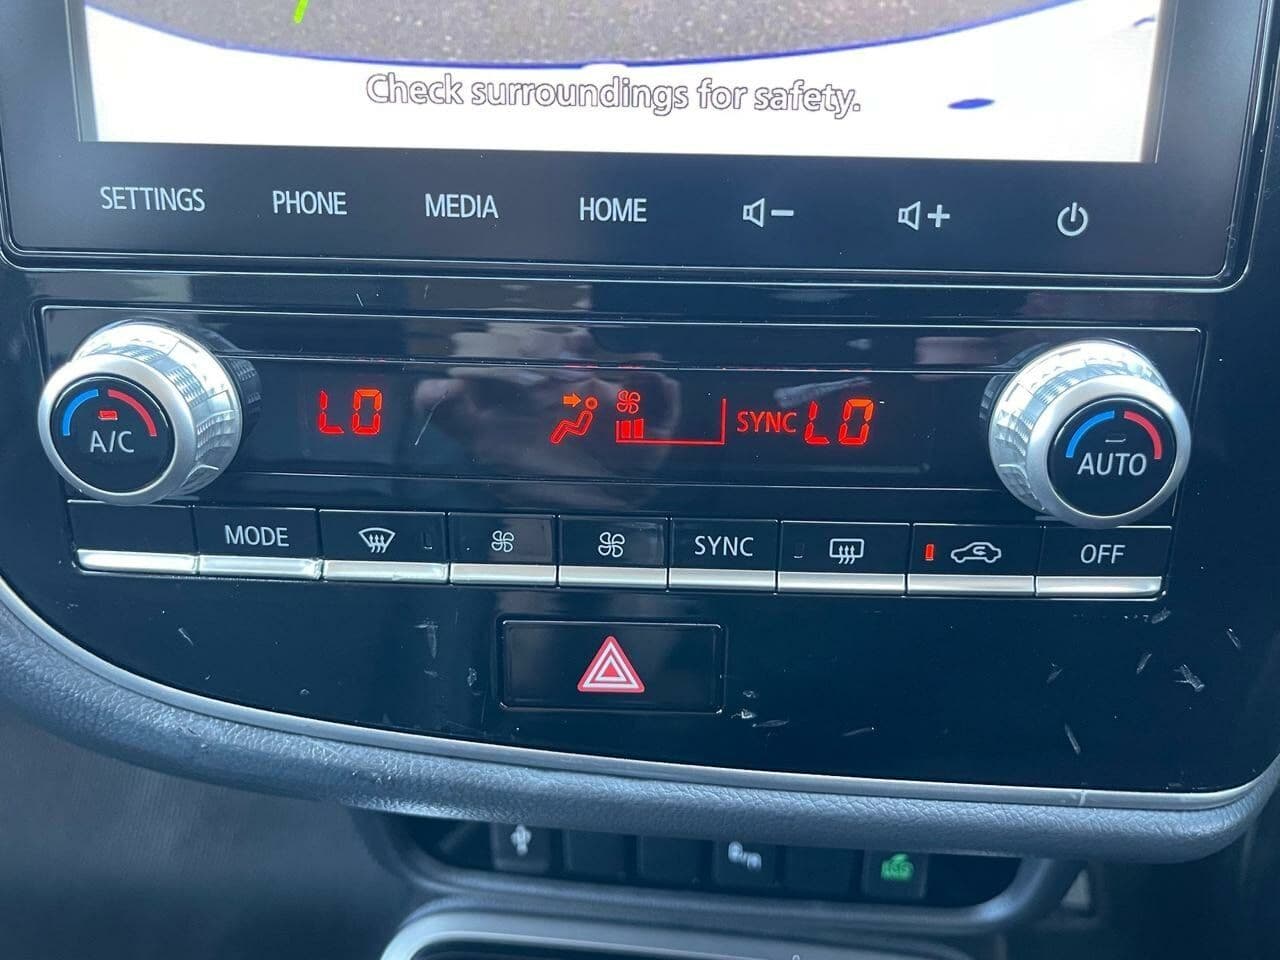 Check surroundings for safety.
SETTINGS PHONE MEDIA HOME
LO SYNC LO
A/C AUTO
MODE SYNC OFF